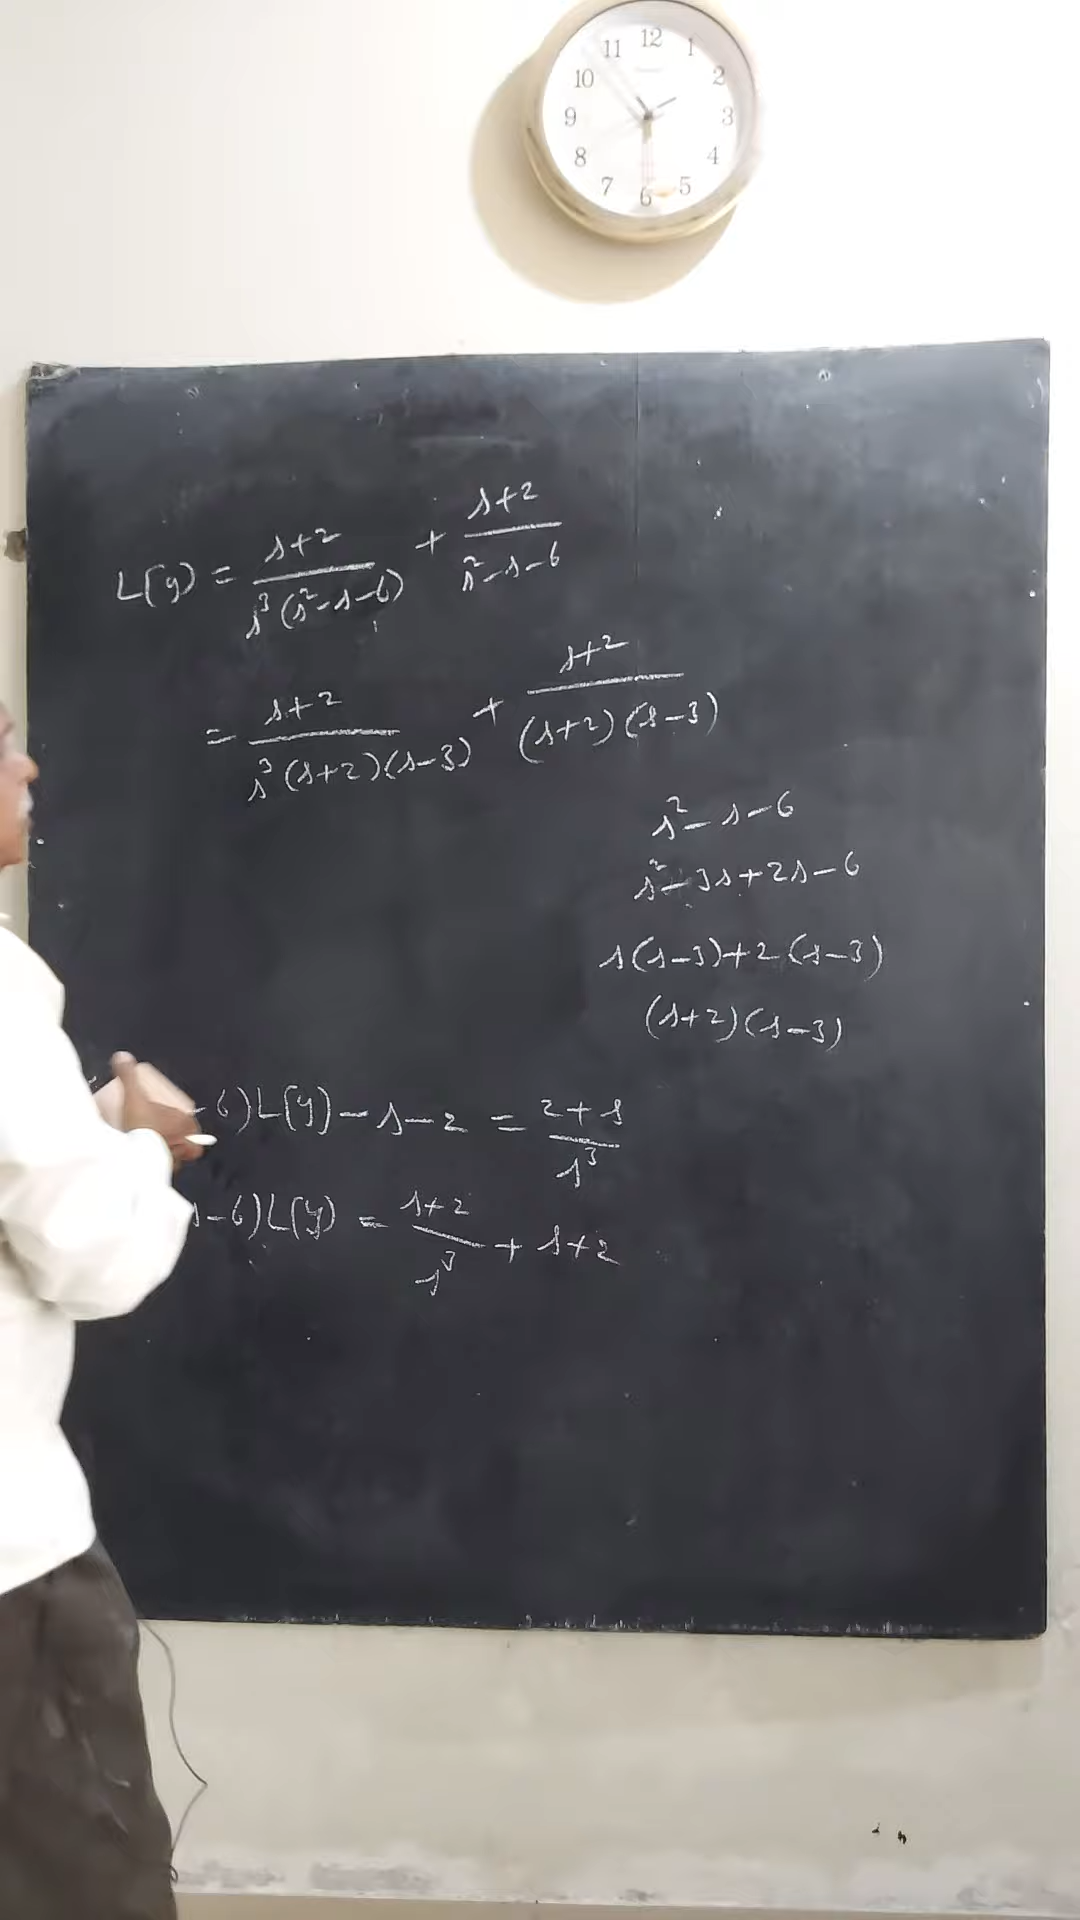 12
11 1
10 2
9 3
8 4
7 5
6
L(y) = s+2 / s³(s²-s-6) + s+2 / s²-s-6
= s+2 / s³(s+2)(s-3) + s+2 / (s+2)(s-3)
s²-s-6
s²-3s+2s-6
s(s-3)+2(s-3)
(s+2)(s-3)
-6)L(y)-s-2 = 2+s / s³
s-6)L(y) = s+2 / s³ + s+2